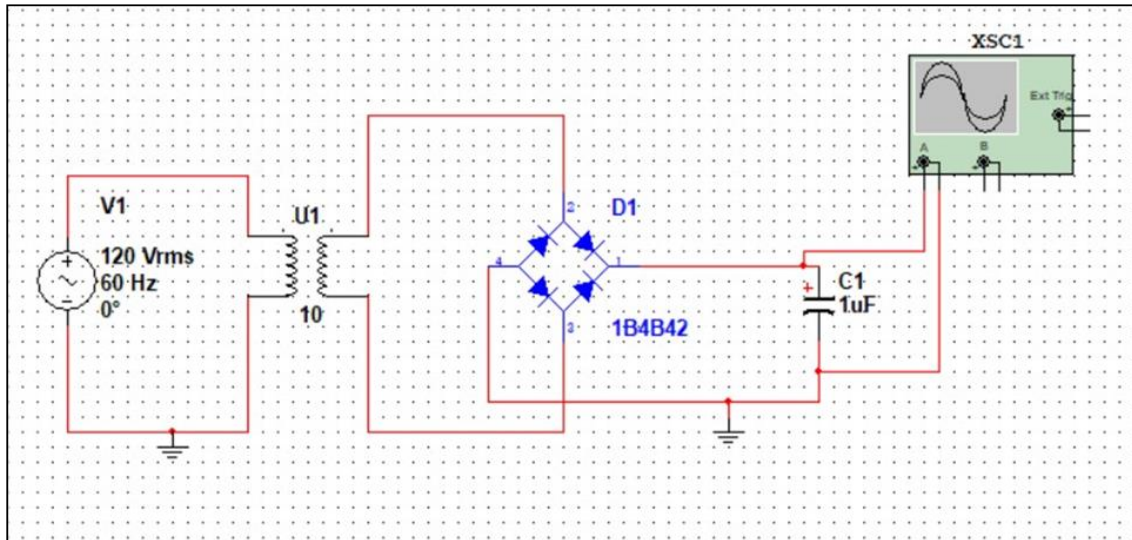 XSC1
Ext Trig
+
A
B
+
+
V1
120 Vrms
60 Hz
0°
U1
10
2
D1
4
1
3
1B4B42
C1
+
1uF